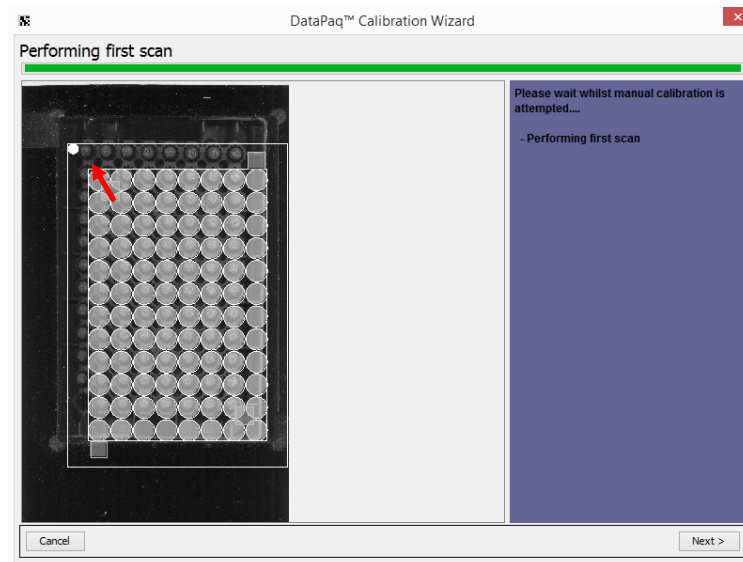 DataPaq™ Calibration Wizard
Performing first scan
Please wait whilst manual calibration is
attempted....
- Performing first scan
Cancel
Next >